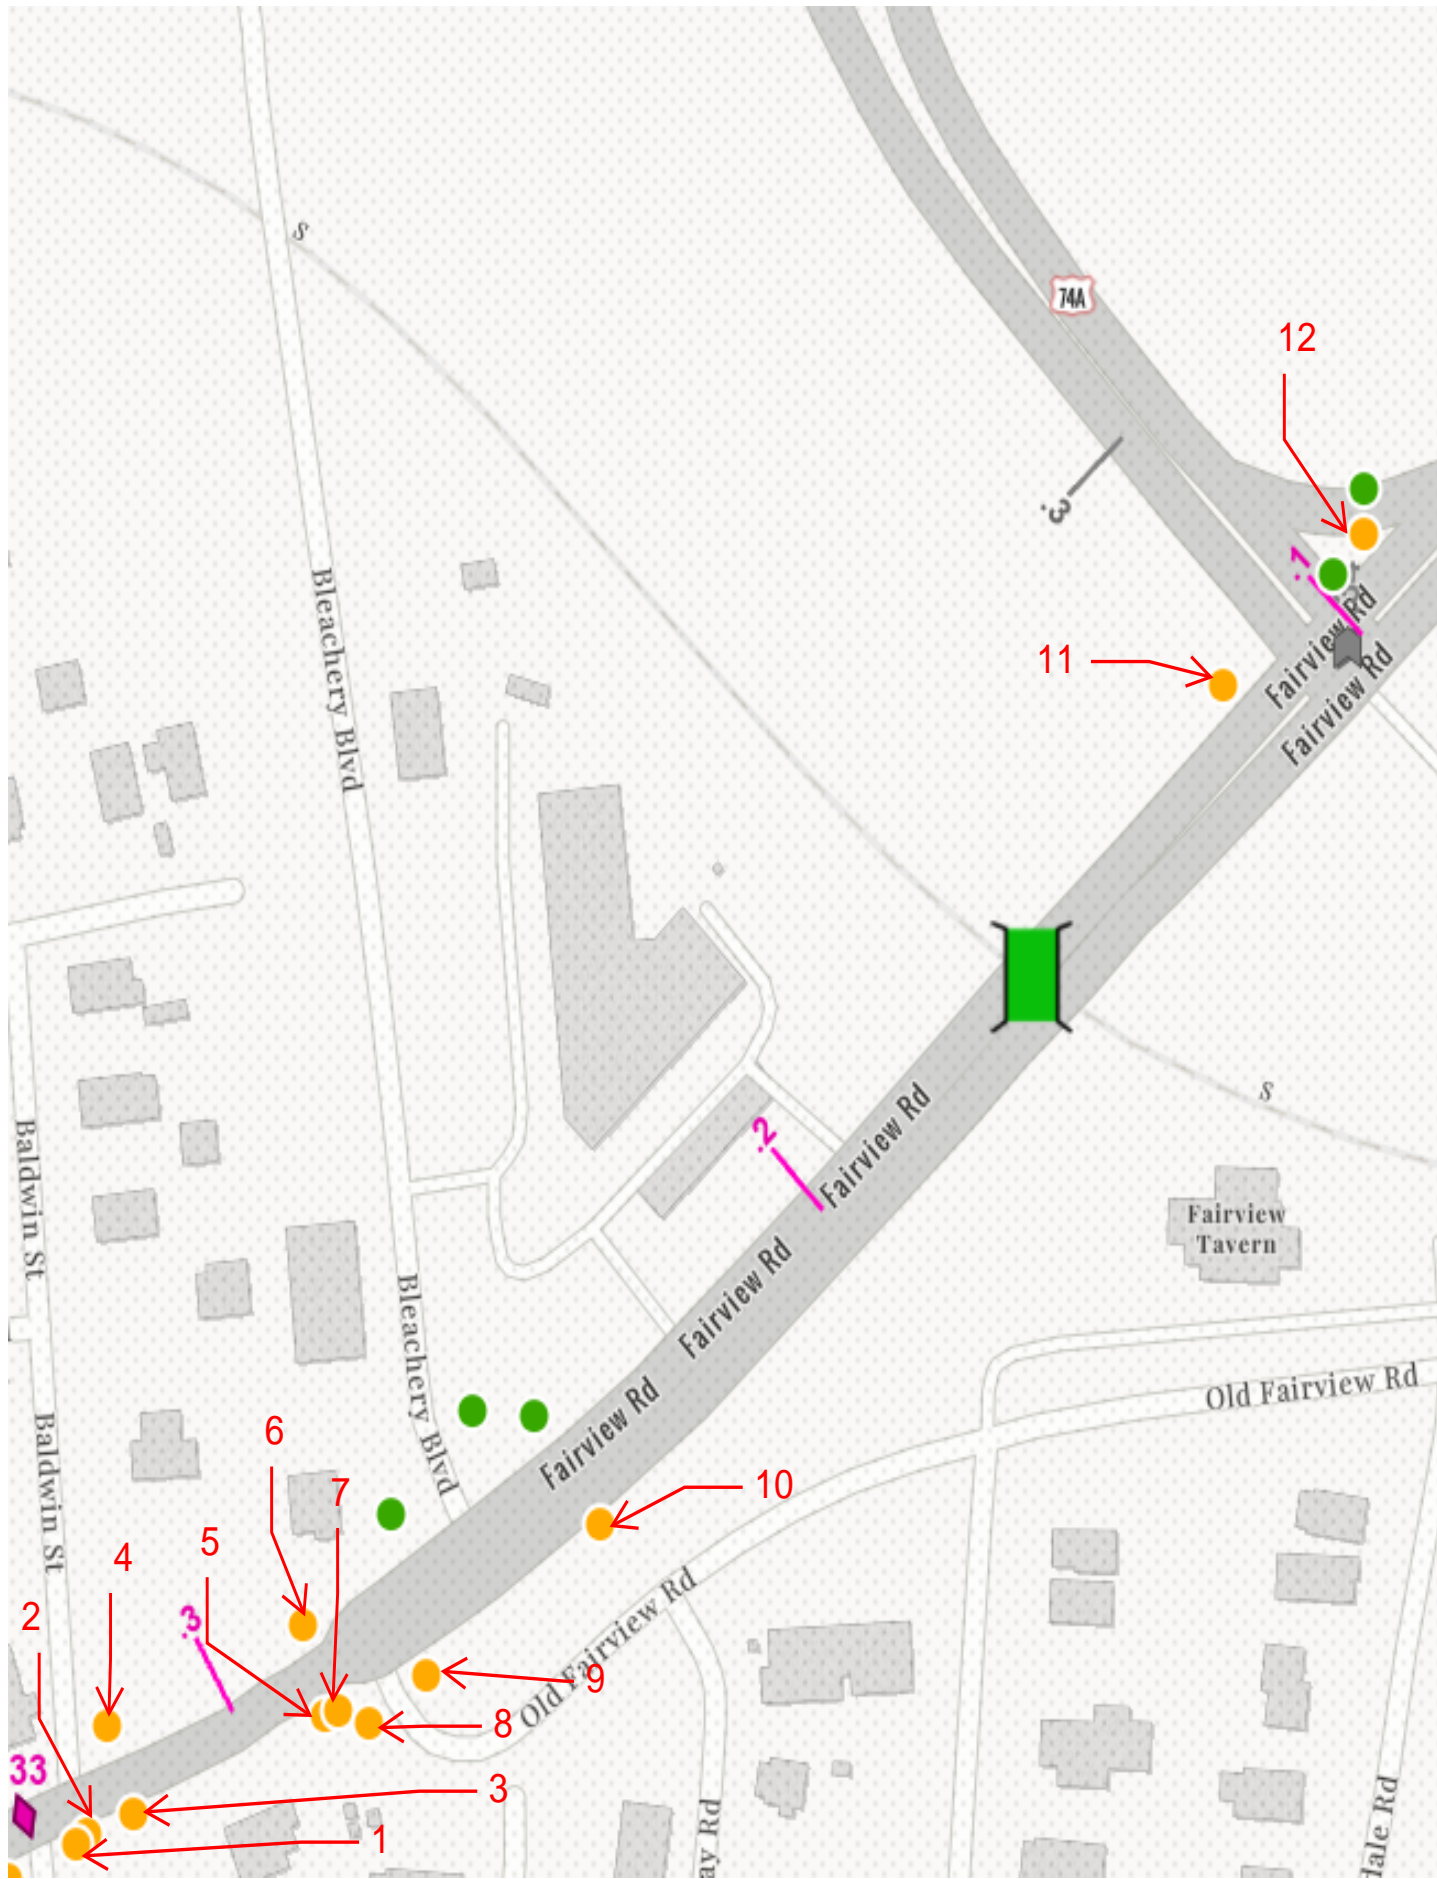 S
74A
12
.3
.1
Fairview Rd
Fairview Rd
11
Bleachery Blvd
.2
Fairview Rd
S
Baldwin St
Fairview
Tavern
Fairview Rd
Bleachery Blvd
Fairview Rd
Old Fairview Rd
Baldwin St
6
7
10
5
4
2
.3
Old Fairview Rd
9
8
33
3
1
ay Rd
dale Rd